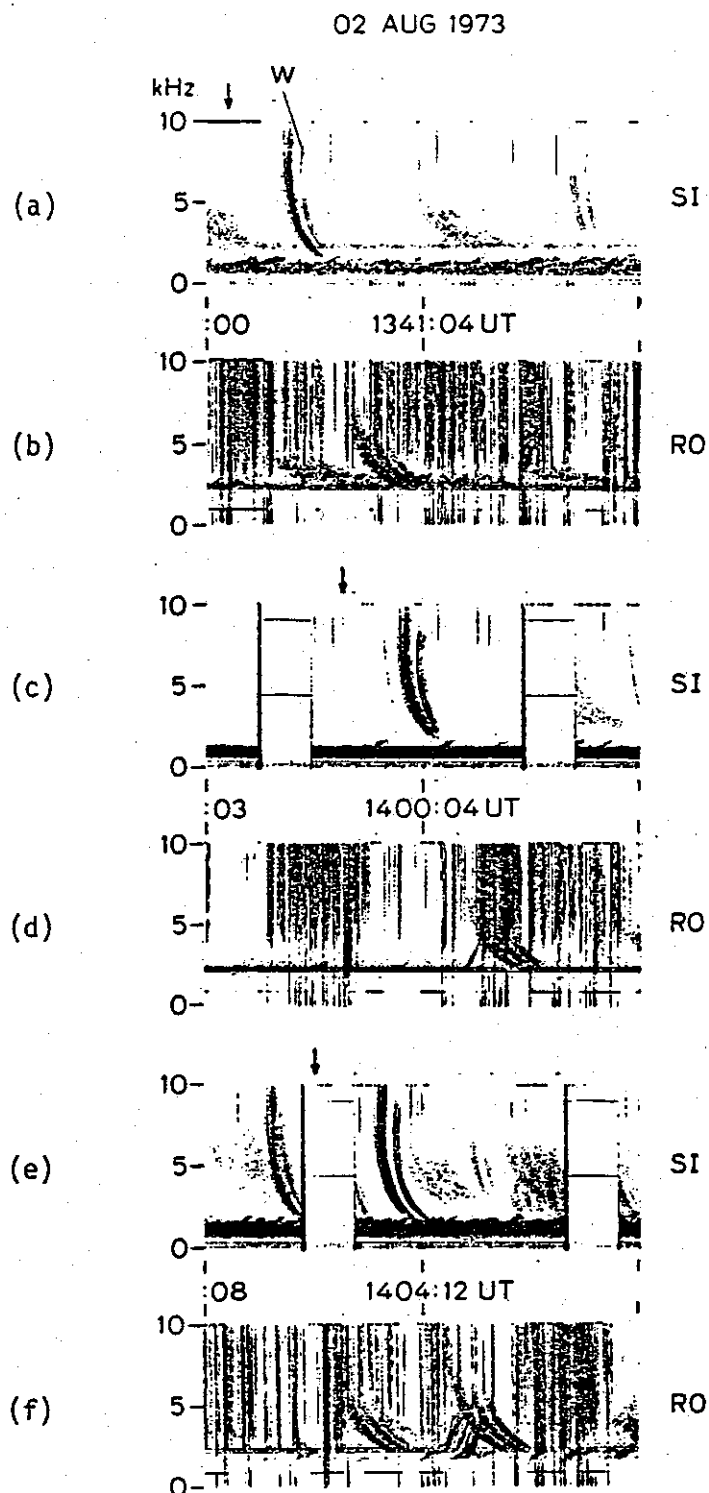 02 AUG 1973
kHz
W
10
(a)
5
SI
0
:00 1341:04 UT
10
(b)
5
RO
0
10
(c)
5
SI
0
:03 1400:04 UT
10
(d)
5
RO
0
10
(e)
5
SI
0
:08 1404:12 UT
10
(f)
5
RO
0